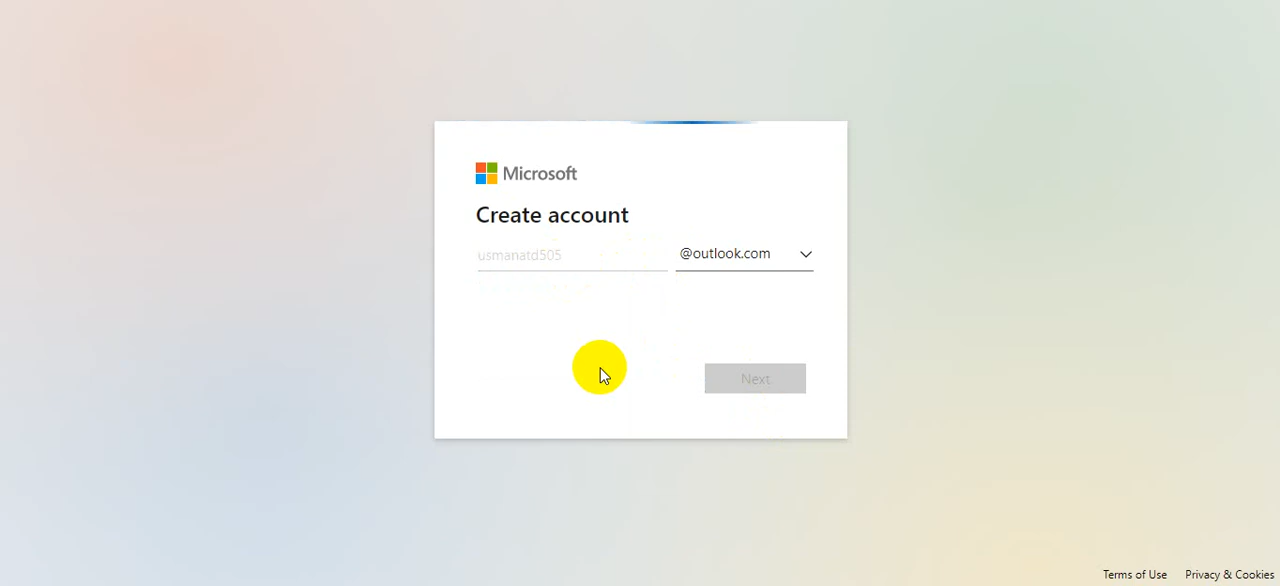 Microsoft
Create account
usmanatd505 @outlook.com
Next
Terms of Use Privacy & Cookies